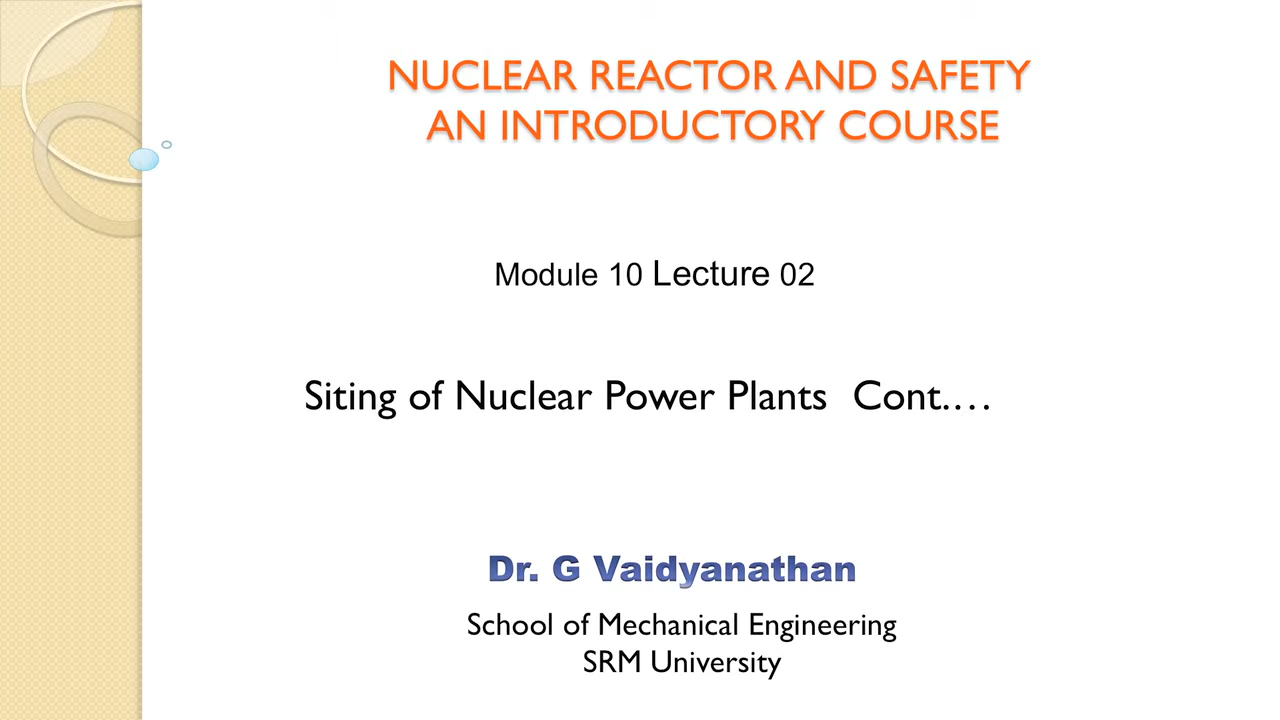 NUCLEAR REACTOR AND SAFETY
AN INTRODUCTORY COURSE
Module 10 Lecture 02
Siting of Nuclear Power Plants  Cont.…
Dr. G Vaidyanathan
School of Mechanical Engineering
SRM University